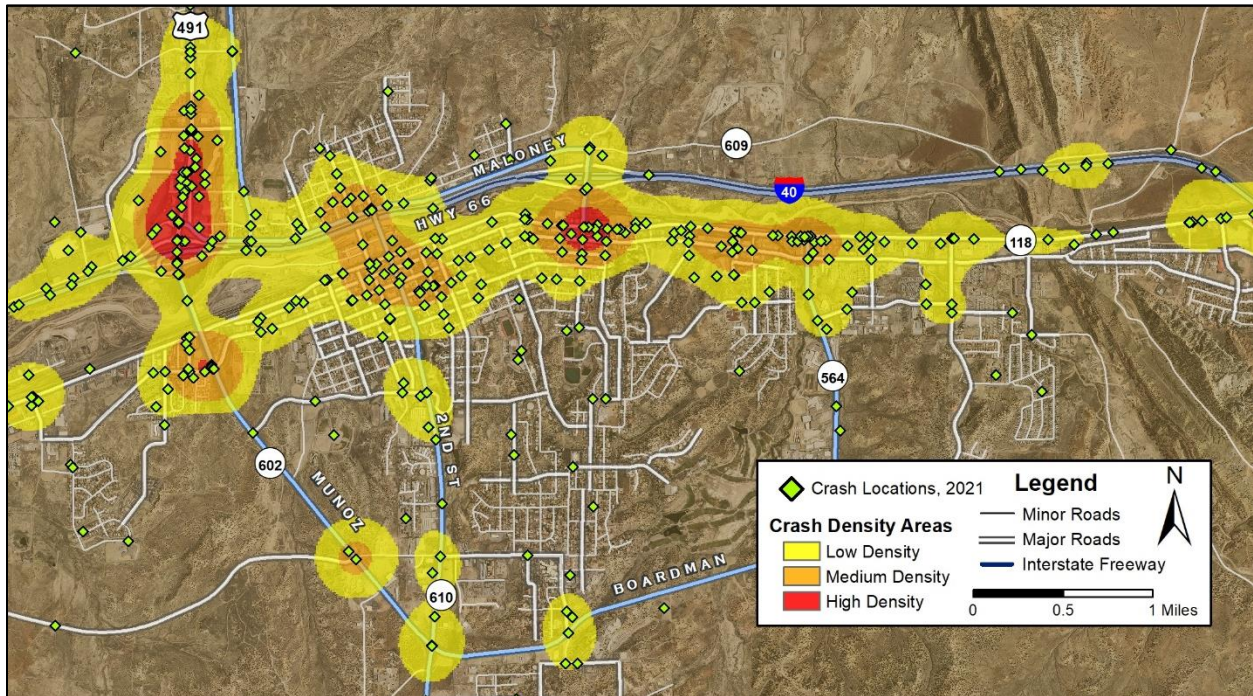 491
MALONEY
609
HWY 66
40
118
564
2ND ST
602
MUNOZ
610
BOARDMAN
Crash Locations, 2021
Legend
N
Crash Density Areas
Low Density
Medium Density
High Density
Minor Roads
Major Roads
Interstate Freeway
0 0.5 1 Miles